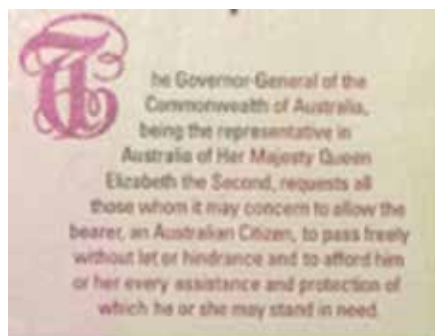 The Governor-General of the
Commonwealth of Australia,
being the representative in
Australia of Her Majesty Queen
Elizabeth the Second, requests all
those whom it may concern to allow the
bearer, an Australian Citizen, to pass freely
without let or hindrance and to afford him
or her every assistance and protection of
which he or she may stand in need.